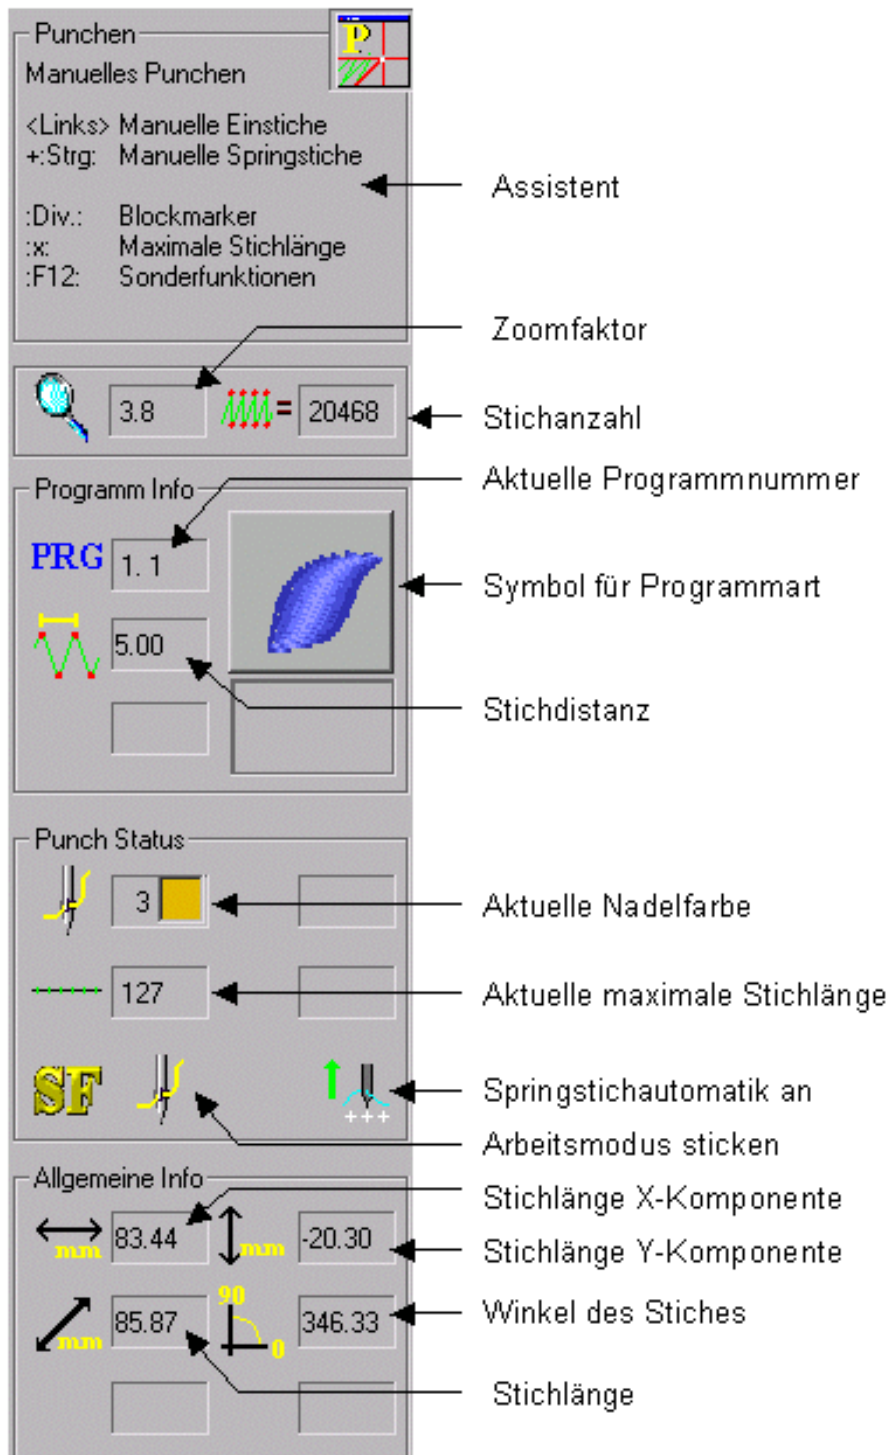 Punchen
P
Manuelles Punchen
<Links> Manuelle Einstiche
+:Strg: Manuelle Springstiche
Assistent
:Div.: Blockmarker
:x: Maximale Stichlänge
:F12: Sonderfunktionen
Zoomfaktor
3.8 = 20468
Stichanzahl
Programm Info
Aktuelle Programmnummer
PRG 1. 1
Symbol für Programmart
5.00
Stichdistanz
Punch Status
3
Aktuelle Nadelfarbe
127
Aktuelle maximale Stichlänge
SF
+++
Springstichautomatik an
Arbeitsmodus sticken
Allgemeine Info
Stichlänge X-Komponente
mm 83.44 mm -20.30
Stichlänge Y-Komponente
mm 85.87 90 0 346.33
Winkel des Stiches
Stichlänge